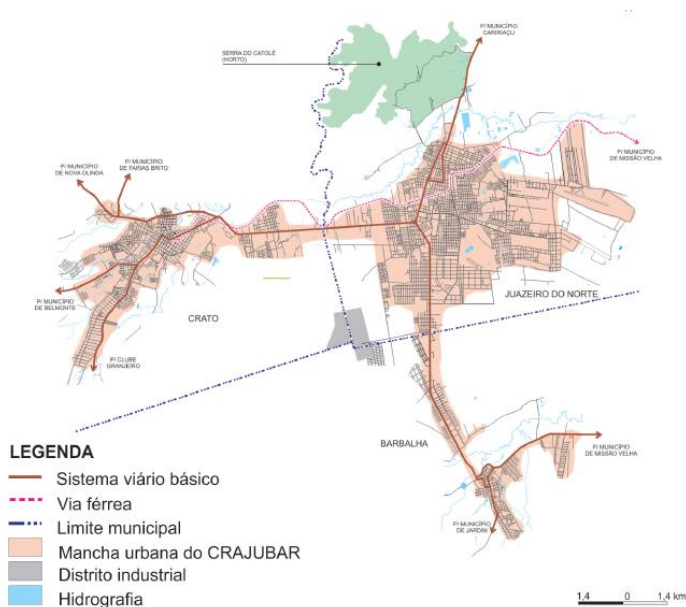 P/ MUNICÍPIO
CARIRIAÇU
SERRA DO CATOLÉ
(HORTO)
P/ MUNICÍPIO
DE MISSÃO VELHA
P/ MUNICÍPIO
DE NOVA OLINDA
P/ MUNICÍPIO
DE FARIAS BRITO
P/ MUNICÍPIO
DE BELMONTE
CRATO
JUAZEIRO DO NORTE
P/ CLUBE
GRANJEIRO
BARBALHA
P/ MUNICÍPIO
DE MISSÃO VELHA
P/ MUNICÍPIO
DE JARDIM
LEGENDA
Sistema viário básico
Via férrea
Limite municipal
Mancha urbana do CRAJUBAR
Distrito industrial
Hidrografia
1,4 0 1,4 km